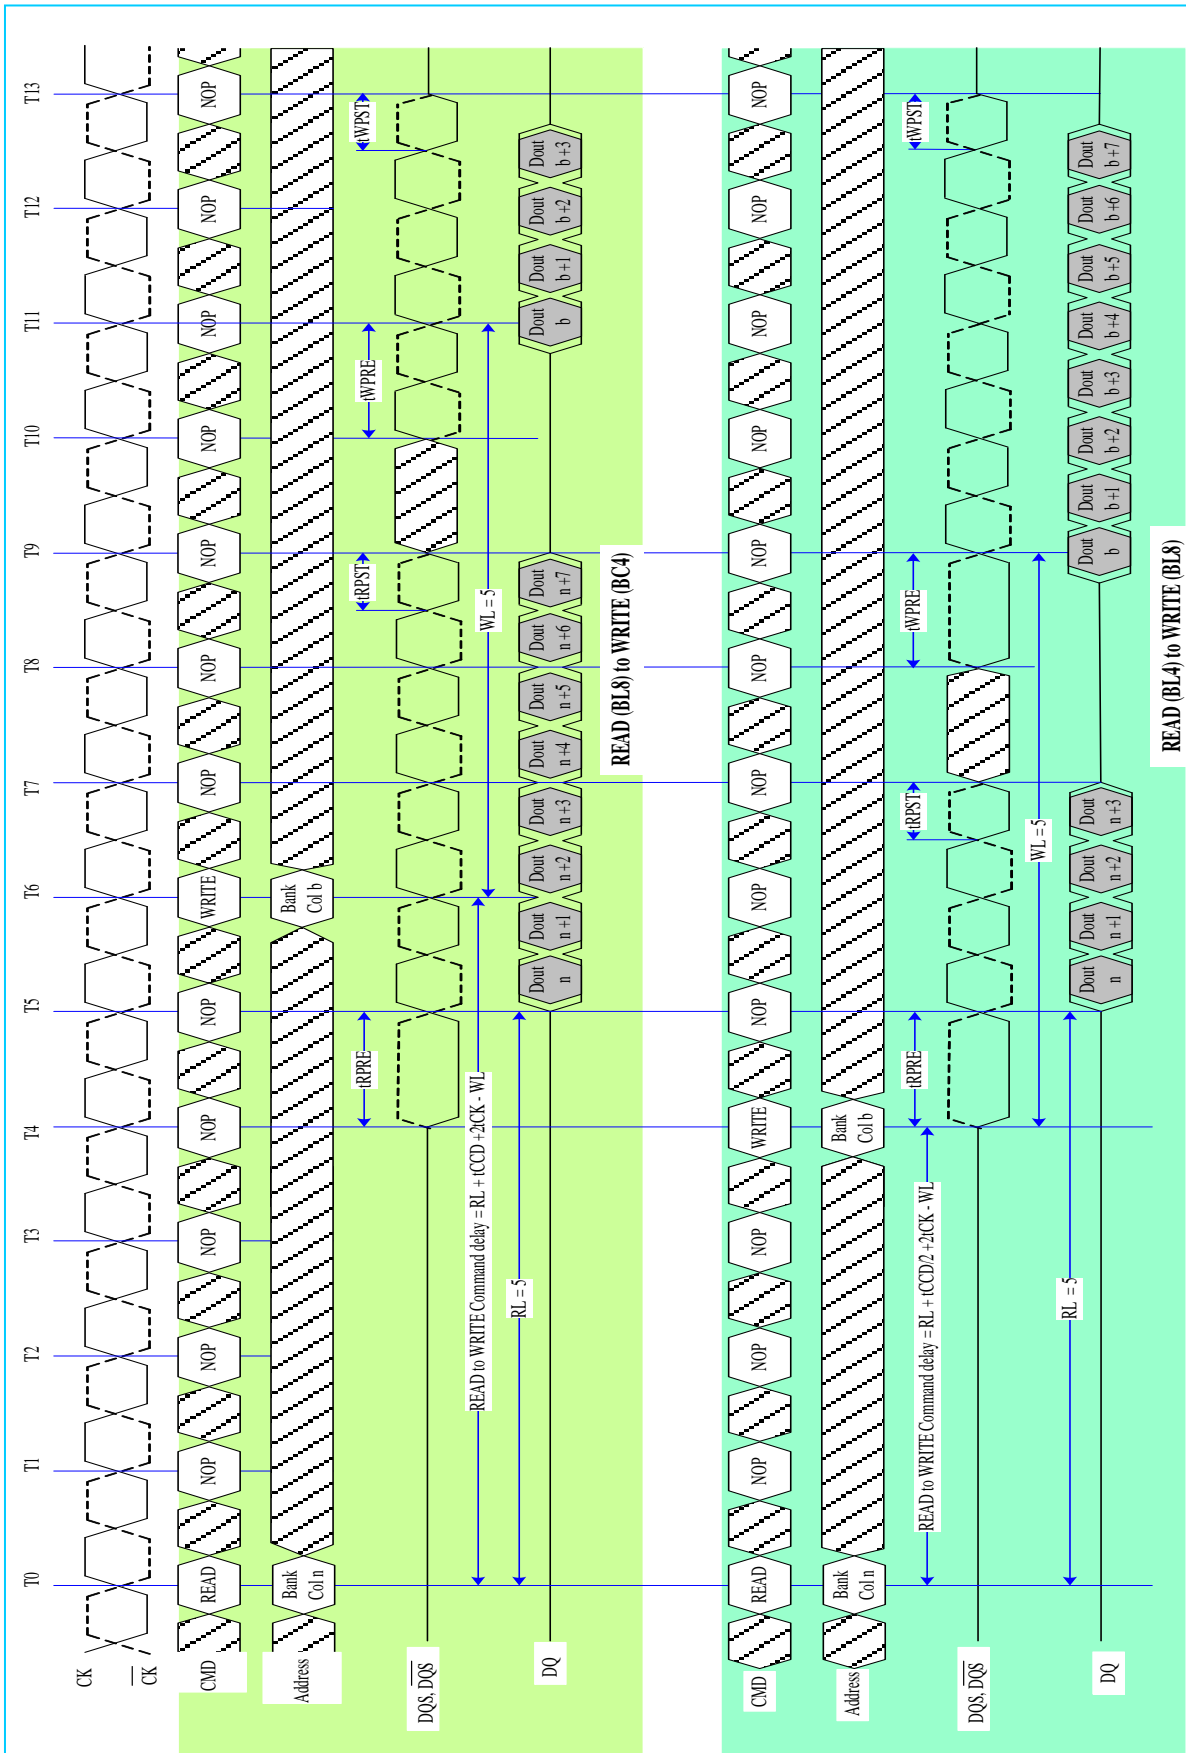 T0 T1 T2 T3 T4 T5 T6 T7 T8 T9 T10 T11 T12 T13
CK
CK
CMD READ NOP NOP NOP NOP NOP WRITE NOP NOP NOP NOP NOP NOP NOP
Address
Bank
Col n
Bank
Col b
tRPRE tRPST tWPRE tWPST
DQS, DQS
READ to WRITE Command delay = RL + tCCD +2tCK - WL
WL = 5
RL = 5
DQ
Dout
n
Dout
n+1
Dout
n+2
Dout
n+3
Dout
n+4
Dout
n+5
Dout
n+6
Dout
n+7
Dout
b
Dout
b+1
Dout
b+2
Dout
b+3
READ (BL8) to WRITE (BC4)
CMD READ NOP NOP NOP WRITE NOP NOP NOP NOP NOP NOP NOP NOP NOP
Address
Bank
Col n
Bank
Col b
tRPRE tRPST tWPRE tWPST
READ to WRITE Command delay = RL + tCCD/2 +2tCK - WL
DQS, DQS
WL = 5
RL = 5
DQ
Dout
n
Dout
n+1
Dout
n+2
Dout
n+3
Dout
b
Dout
b+1
Dout
b+2
Dout
b+3
Dout
b+4
Dout
b+5
Dout
b+6
Dout
b+7
READ (BL4) to WRITE (BL8)